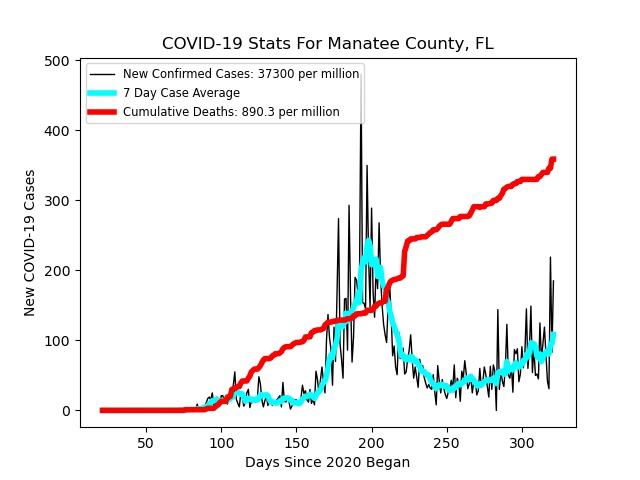 COVID-19 Stats For Manatee County, FL
New Confirmed Cases: 37300 per million
7 Day Case Average
Cumulative Deaths: 890.3 per million
New COVID-19 Cases
500
400
300
200
100
0
50
100
150
200
250
300
Days Since 2020 Began